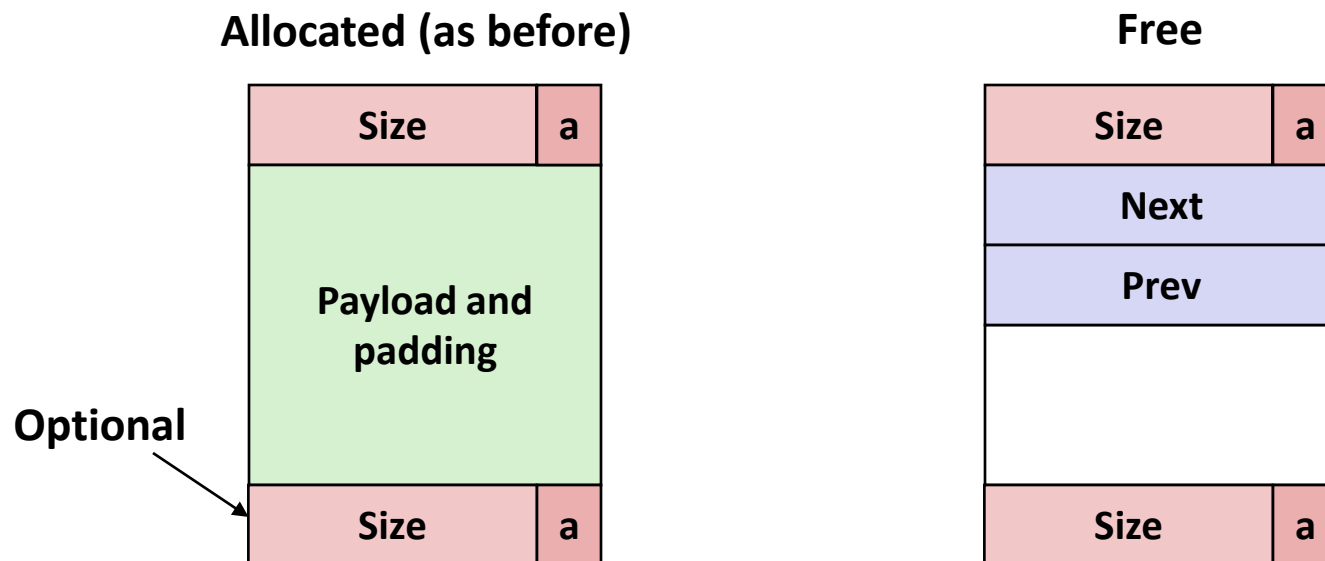 Allocated (as before)
Free
Size a
Size a
Next
Prev
Payload and
padding
Optional
Size a
Size a